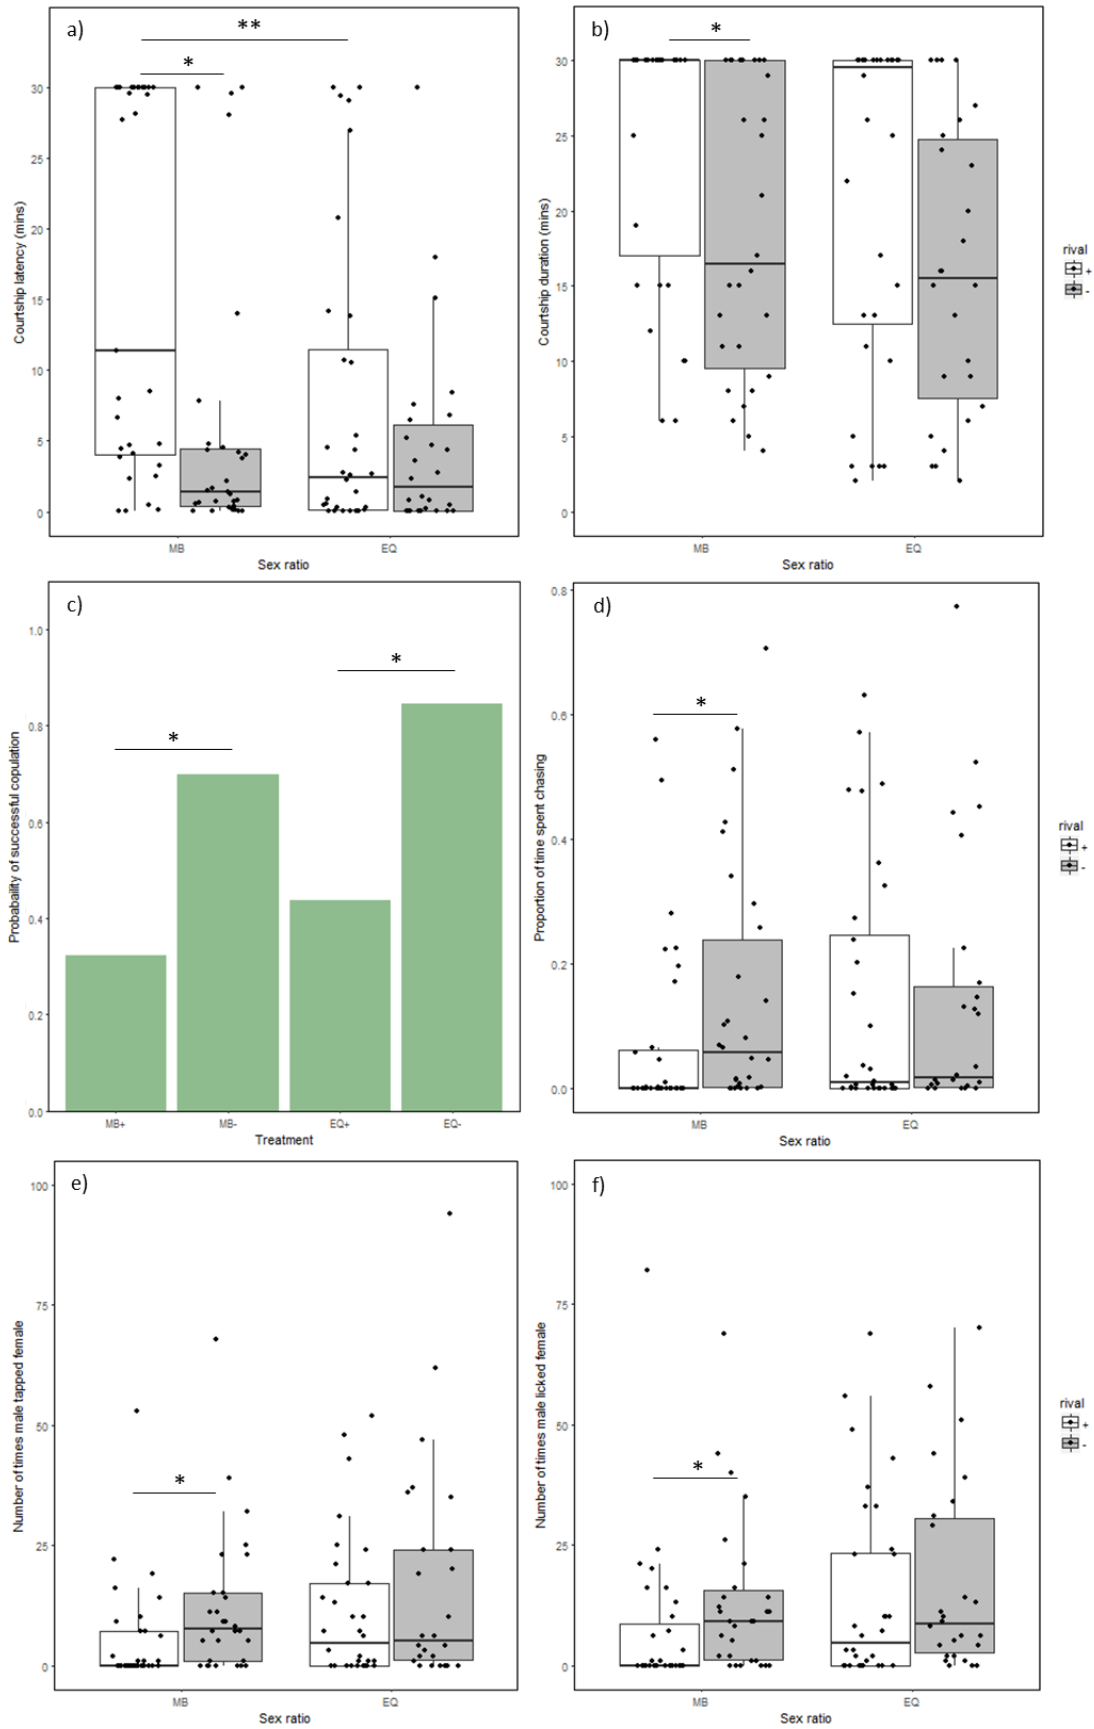 a)
**
*
30
25
20
15
10
5
0
Courtship latency (mins)
MB
EQ
Sex ratio
b)
*
30
25
20
15
10
5
0
Courtship duration (mins)
MB
EQ
Sex ratio
rival
+
-
c)
*
*
1.0
0.8
0.6
0.4
0.2
0.0
Probabaility of successful copulation
MB+
MB-
EQ+
EQ-
Treatment
d)
*
0.8
0.6
0.4
0.2
0.0
Proportion of time spent chasing
MB
EQ
Sex ratio
rival
+
-
e)
*
100
75
50
25
0
Number of times male tapped female
MB
EQ
Sex ratio
f)
*
100
75
50
25
0
Number of times male licked female
MB
EQ
Sex ratio
rival
+
-